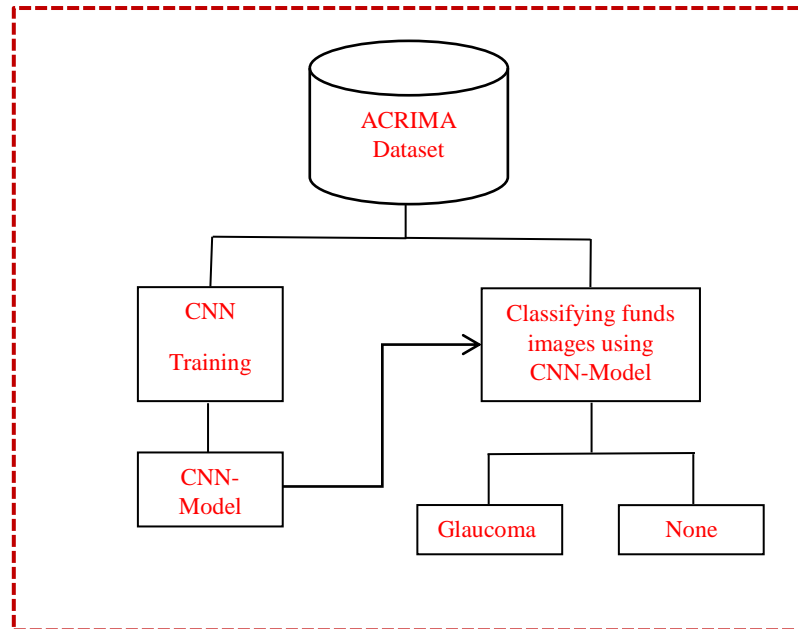 ACRIMA
Dataset
CNN
Training
Classifying funds
images using
CNN-Model
CNN-
Model
Glaucoma
None